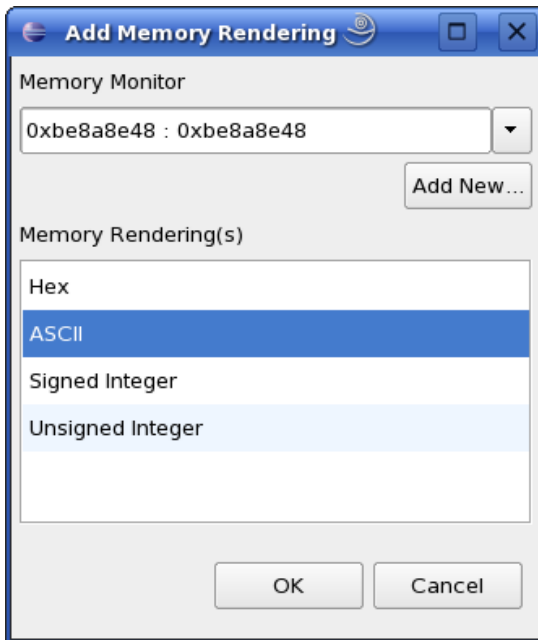 Add Memory Rendering
Memory Monitor
0xbe8a8e48 : 0xbe8a8e48
Add New...
Memory Rendering(s)
Hex
ASCII
Signed Integer
Unsigned Integer
OK Cancel